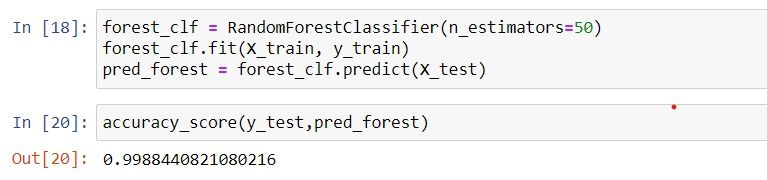 In [18]: forest_clf = RandomForestClassifier(n_estimators=50)
forest_clf.fit(X_train, y_train)
pred_forest = forest_clf.predict(X_test)
In [20]: accuracy_score(y_test,pred_forest)
Out[20]: 0.9988440821080216